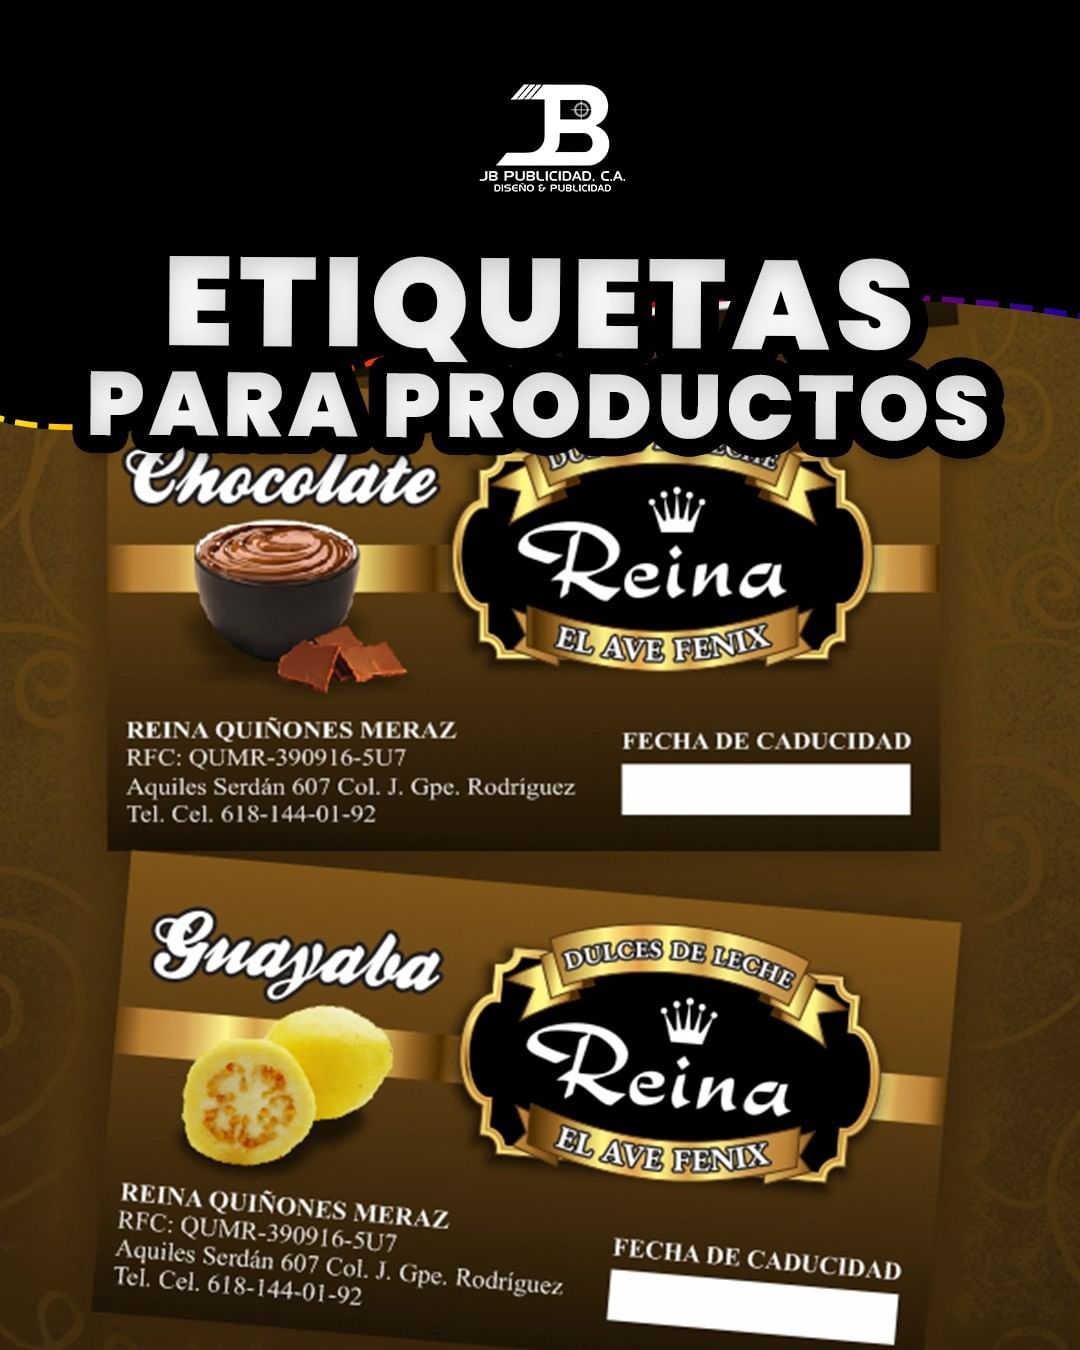 JB
JB PUBLICIDAD, C.A.
DISEÑO & PUBLICIDAD
ETIQUETAS
PARA PRODUCTOS
Chocolate
Reina
EL AVE FENIX
REINA QUIÑONES MERAZ
RFC: QUMR-390916-5U7
Aquiles Serdán 607 Col. J. Gpe. Rodríguez
Tel. Cel. 618-144-01-92
FECHA DE CADUCIDAD
Guayaba
DULCES DE LECHE
Reina
EL AVE FENIX
REINA QUIÑONES MERAZ
RFC: QUMR-390916-5U7
Aquiles Serdán 607 Col. J. Gpe. Rodríguez
Tel. Cel. 618-144-01-92
FECHA DE CADUCIDAD